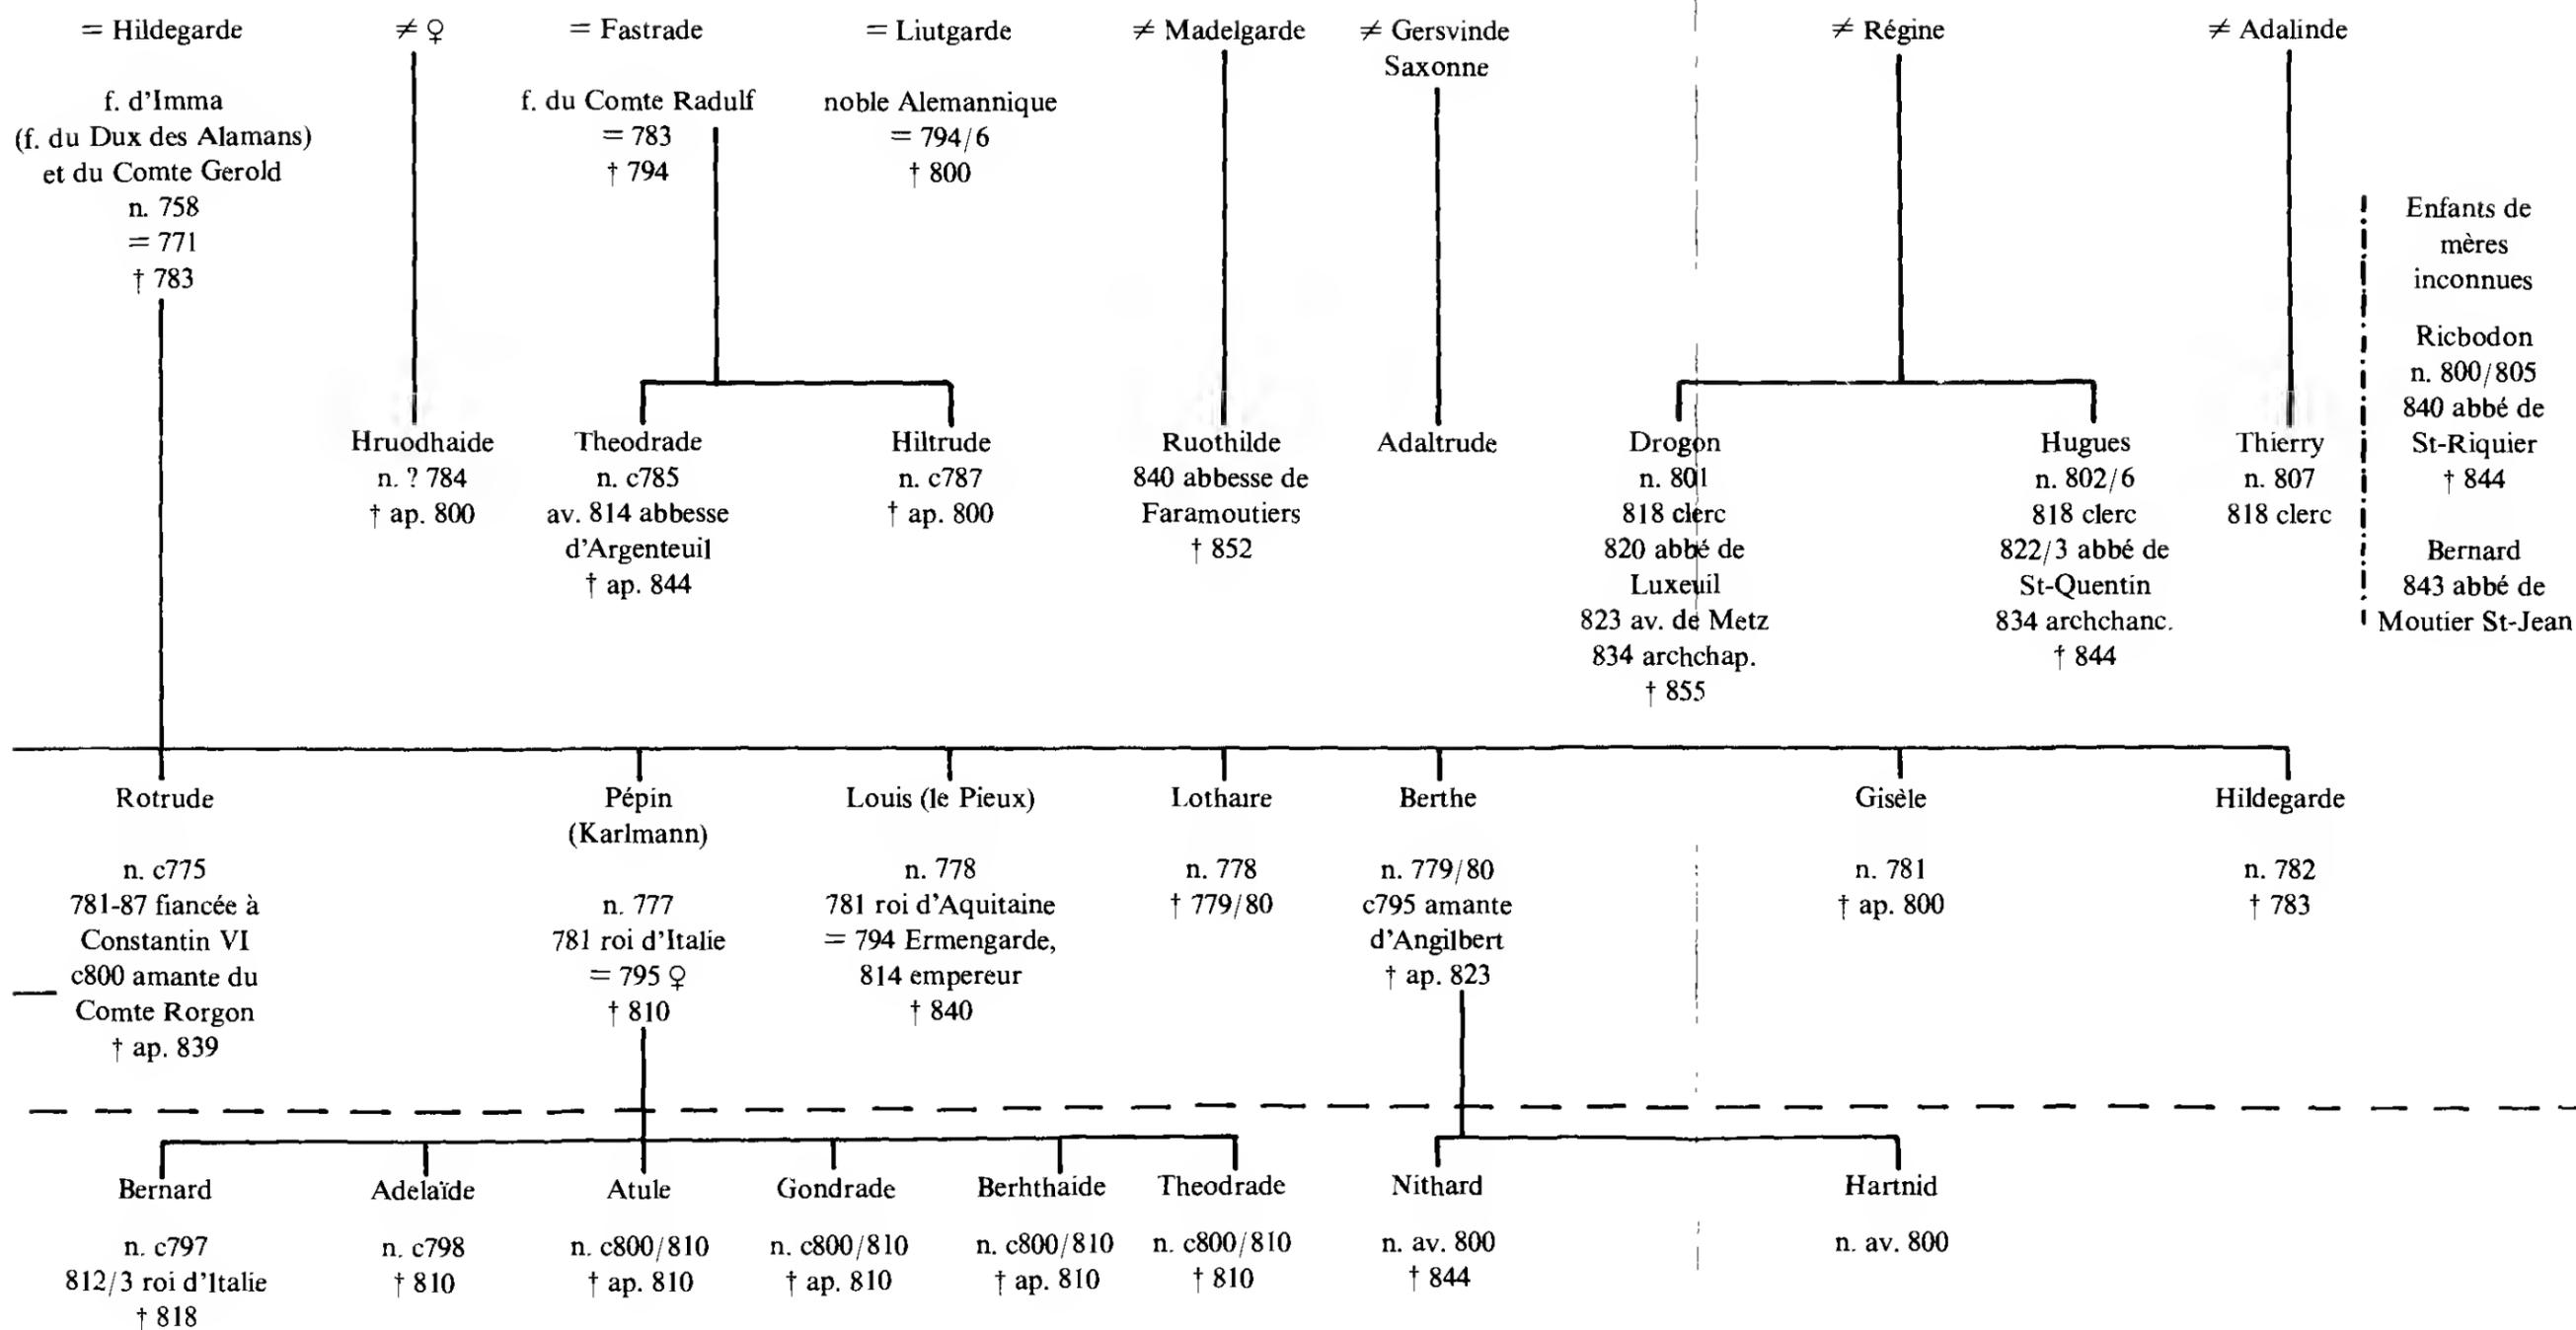 = Hildegarde
f. d'Imma
(f. du Dux des Alamans)
et du Comte Gerold
n. 758
= 771
† 783
≠ ♀
= Fastrade
f. du Comte Radulf
= 783
† 794
= Liutgarde
noble Alemannique
= 794/6
† 800
≠ Madelgarde
≠ Gersvinde
Saxonne
≠ Régine
≠ Adalinde
Enfants de
mères
inconnues
Ricbodon
n. 800/805
840 abbé de
St-Riquier
† 844
Bernard
843 abbé de
Moutier St-Jean
Hruodhaide
n. ? 784
† ap. 800
Theodrade
n. c785
av. 814 abbesse
d'Argenteuil
† ap. 844
Hiltrude
n. c787
† ap. 800
Ruothilde
840 abbesse de
Faramoutiers
† 852
Adaltrude
Drogon
n. 801
818 clerc
820 abbé de
Luxeuil
823 av. de Metz
834 archchap.
† 855
Hugues
n. 802/6
818 clerc
822/3 abbé de
St-Quentin
834 archchanc.
† 844
Thierry
n. 807
818 clerc
Rotrude
n. c775
781-87 fiancée à
Constantin VI
c800 amante du
Comte Rorgon
† ap. 839
Pépin
(Karlmann)
n. 777
781 roi d'Italie
= 795 ♀
† 810
Louis (le Pieux)
n. 778
781 roi d'Aquitaine
= 794 Ermengarde,
814 empereur
† 840
Lothaire
n. 778
† 779/80
Berthe
n. 779/80
c795 amante
d'Angilbert
† ap. 823
Gisèle
n. 781
† ap. 800
Hildegarde
n. 782
† 783
Bernard
n. c797
812/3 roi d'Italie
† 818
Adelaïde
n. c798
† 810
Atule
n. c800/810
† ap. 810
Gondrade
n. c800/810
† ap. 810
Berhthaide
n. c800/810
† ap. 810
Theodrade
n. c800/810
† 810
Nithard
n. av. 800
† 844
Hartnid
n. av. 800